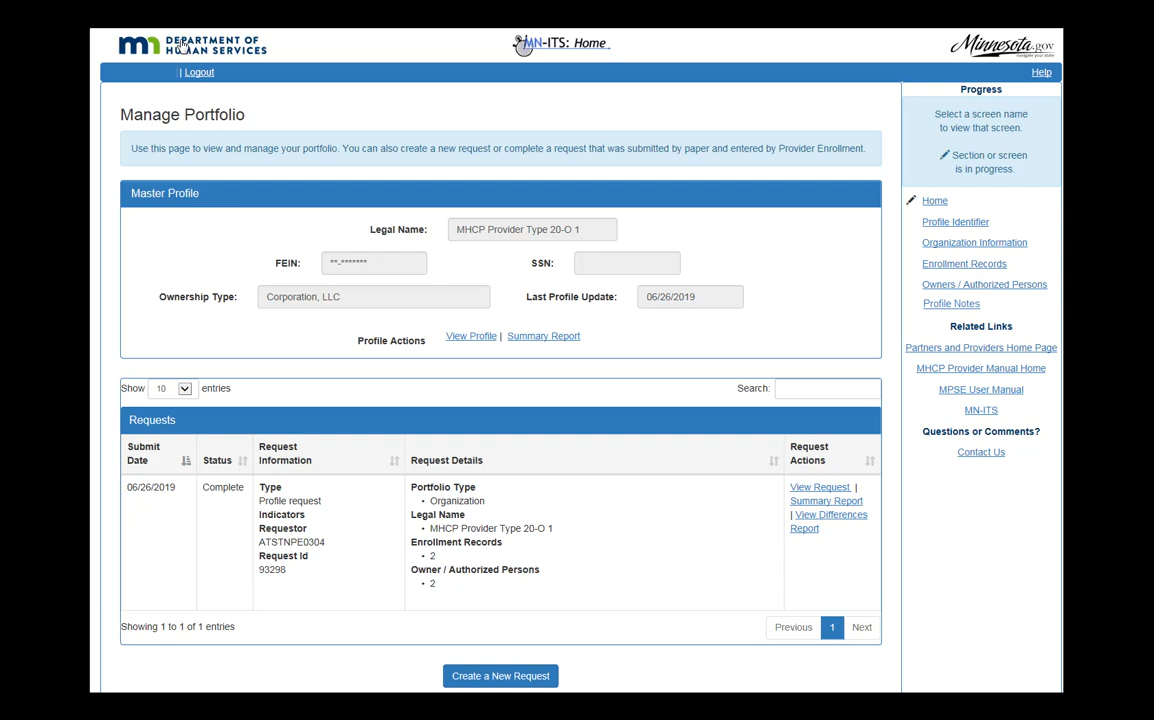 DEPARTMENT OF
HUMAN SERVICES
MN-ITS: Home
Minnesota.gov
navigate your state
| Logout
Help
Manage Portfolio
Use this page to view and manage your portfolio. You can also create a new request or complete a request that was submitted by paper and entered by Provider Enrollment.
Master Profile
Legal Name: MHCP Provider Type 20-O 1
FEIN: **-******* SSN:
Ownership Type: Corporation, LLC Last Profile Update: 06/26/2019
Profile Actions View Profile | Summary Report
Show 10 entries Search:
Requests
Submit Date Status Request Information Request Details Request Actions
06/26/2019 Complete
Type
Profile request
Indicators
Requestor
ATSTNPE0304
Request Id
93298
Portfolio Type
• Organization
Legal Name
• MHCP Provider Type 20-O 1
Enrollment Records
• 2
Owner / Authorized Persons
• 2
View Request |
Summary Report
| View Differences
Report
Showing 1 to 1 of 1 entries
Previous 1 Next
Create a New Request
Progress
Select a screen name
to view that screen.
Section or screen
is in progress.
Home
Profile Identifier
Organization Information
Enrollment Records
Owners / Authorized Persons
Profile Notes
Related Links
Partners and Providers Home Page
MHCP Provider Manual Home
MPSE User Manual
MN-ITS
Questions or Comments?
Contact Us